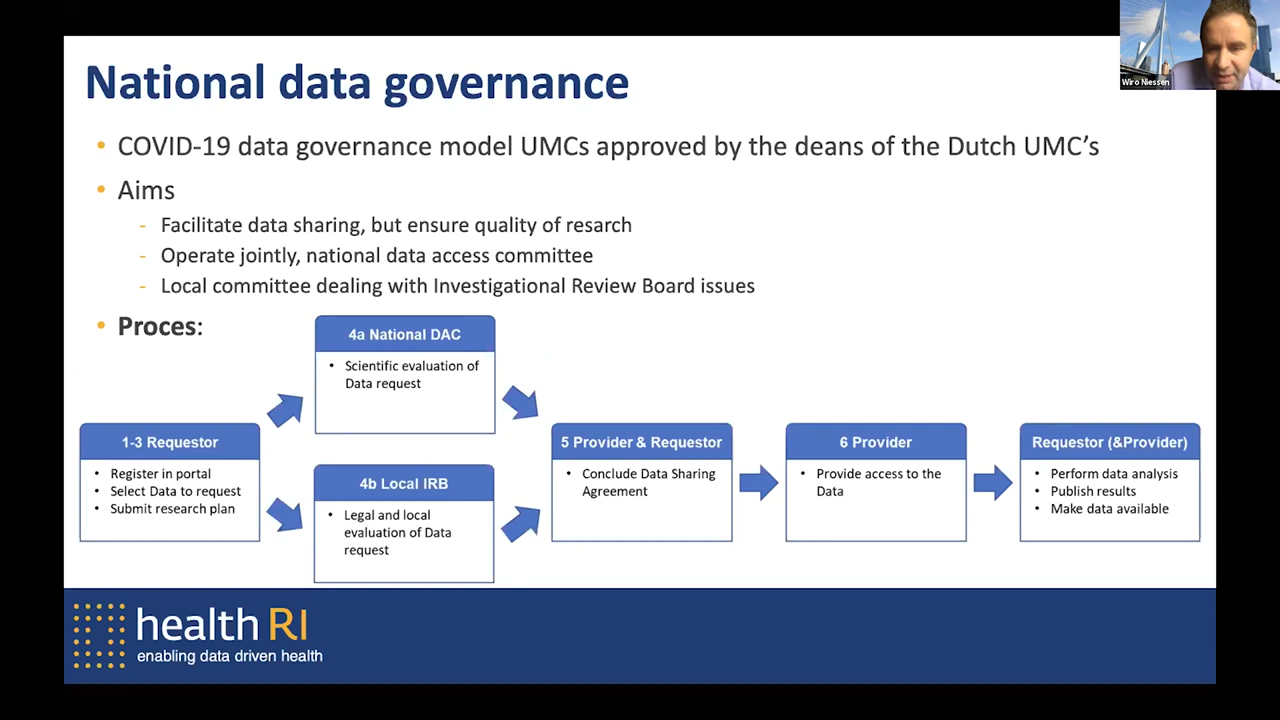 Wiro Niessen
National data governance
• COVID-19 data governance model UMCs approved by the deans of the Dutch UMC’s
• Aims
- Facilitate data sharing, but ensure quality of resarch
- Operate jointly, national data access committee
- Local committee dealing with Investigational Review Board issues
• Proces:
1-3 Requestor
• Register in portal
• Select Data to request
• Submit research plan
4a National DAC
• Scientific evaluation of
Data request
4b Local IRB
• Legal and local
evaluation of Data
request
5 Provider & Requestor
• Conclude Data Sharing
Agreement
6 Provider
• Provide access to the
Data
Requestor (&Provider)
• Perform data analysis
• Publish results
• Make data available
health RI
enabling data driven health